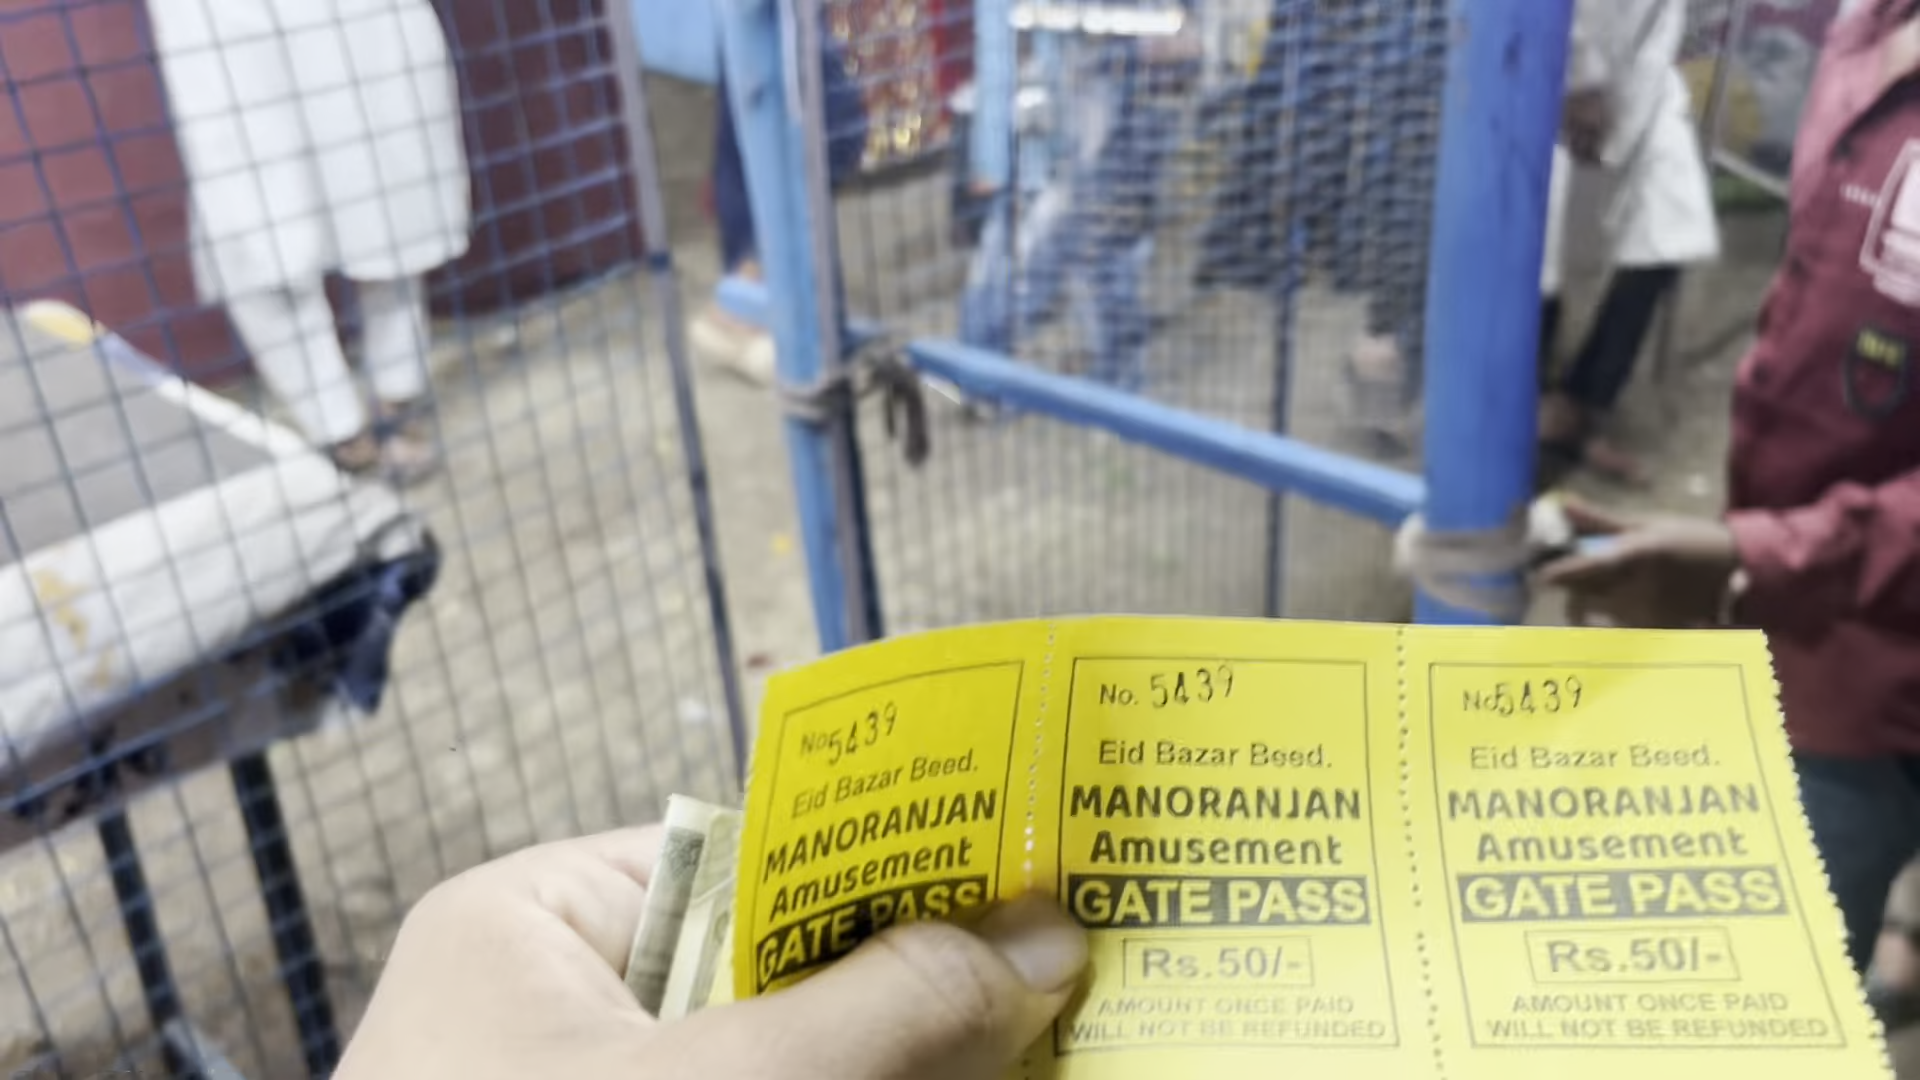 No 5439
Eid Bazar Beed.
MANORANJAN
Amusement
GATE PASS
No. 5439
Eid Bazar Beed.
MANORANJAN
Amusement
GATE PASS
Rs.50/-
AMOUNT ONCE PAID
WILL NOT BE REFUNDED
No 5439
Eid Bazar Beed.
MANORANJAN
Amusement
GATE PASS
Rs.50/-
AMOUNT ONCE PAID
WILL NOT BE REFUNDED